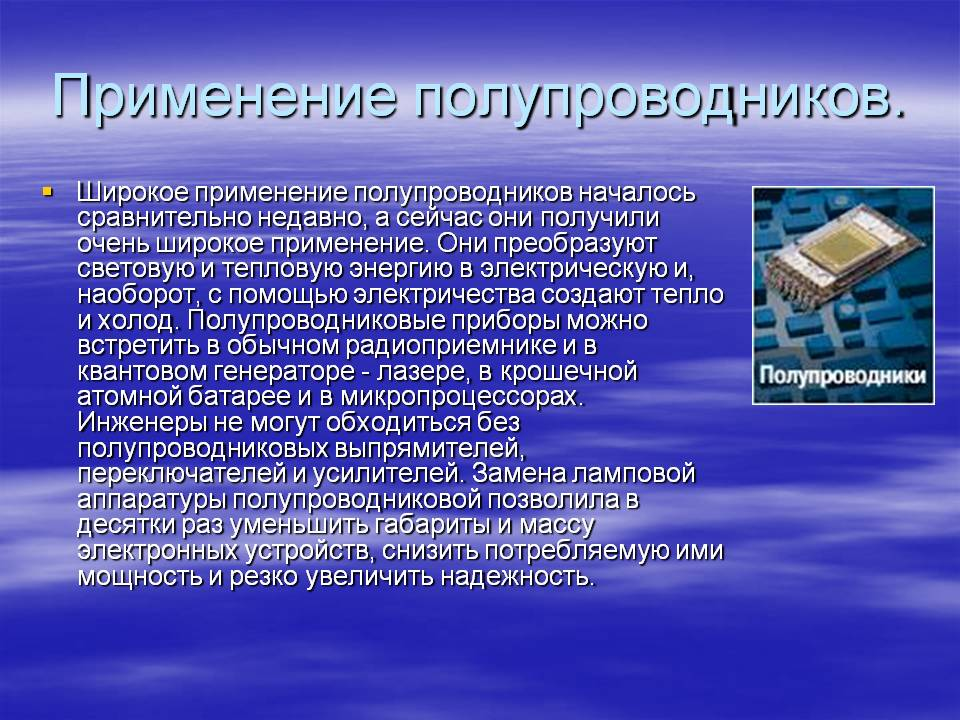 Применение полупроводников.
Широкое применение полупроводников началось
сравнительно недавно, а сейчас они получили
очень широкое применение. Они преобразуют
световую и тепловую энергию в электрическую и,
наоборот, с помощью электричества создают тепло
и холод. Полупроводниковые приборы можно
встретить в обычном радиоприемнике и в
квантовом генераторе - лазере, в крошечной
атомной батарее и в микропроцессорах.
Инженеры не могут обходиться без
полупроводниковых выпрямителей,
переключателей и усилителей. Замена ламповой
аппаратуры полупроводниковой позволила в
десятки раз уменьшить габариты и массу
электронных устройств, снизить потребляемую ими
мощность и резко увеличить надежность.
Полупроводники